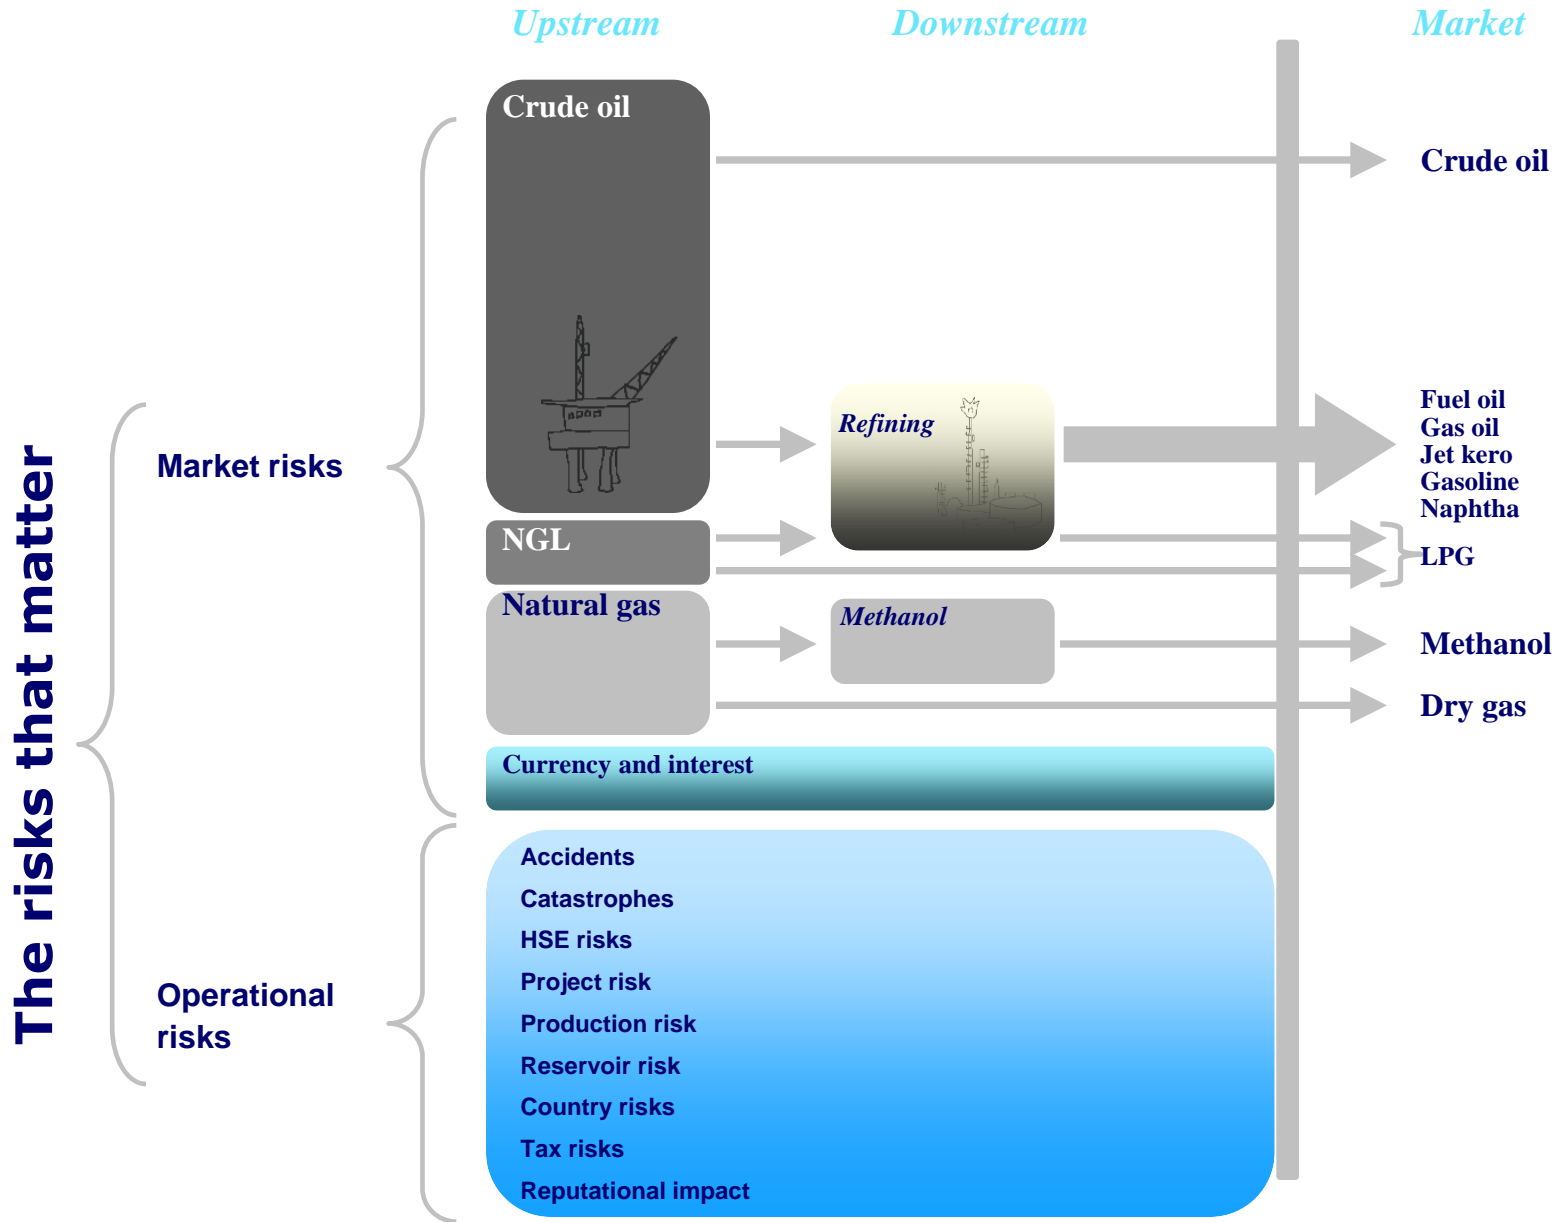 Upstream
Downstream
Market
Crude oil
Crude oil
Refining
Fuel oil
Gas oil
Jet kero
Gasoline
Naphtha
NGL
LPG
Natural gas
Methanol
Methanol
Dry gas
Currency and interest
The risks that matter
Market risks
Operational
risks
Accidents
Catastrophes
HSE risks
Project risk
Production risk
Reservoir risk
Country risks
Tax risks
Reputational impact